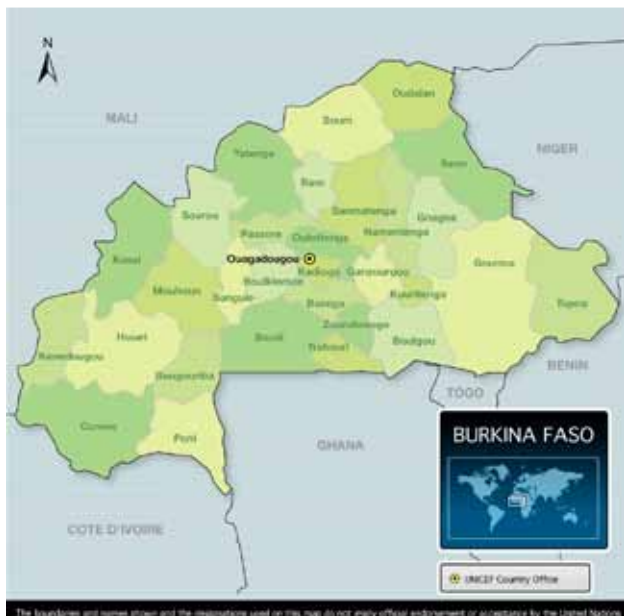 N
MALI
NIGER
Oudalan
Soum
Yatenga
Seno
Bam
Sourou
Sanmatenga
Gnagna
Namentenga
Passore
Oubritenga
Kossi
Ouagadougou
Kadiogo
Ganzourgou
Gourma
Boulkiemde
Mouhoun
Sanguie
Kouritenga
Tapoa
Bazega
Houet
Zoundweogo
Sissili
Boulgou
Kenedougou
Nahouri
Bougouriba
BENIN
TOGO
Comoe
Poni
GHANA
BURKINA FASO
COTE D'IVOIRE
UNICEF Country Office
The boundaries and names shown and the designations used on this map do not imply official endorsement or acceptance by the United Nations